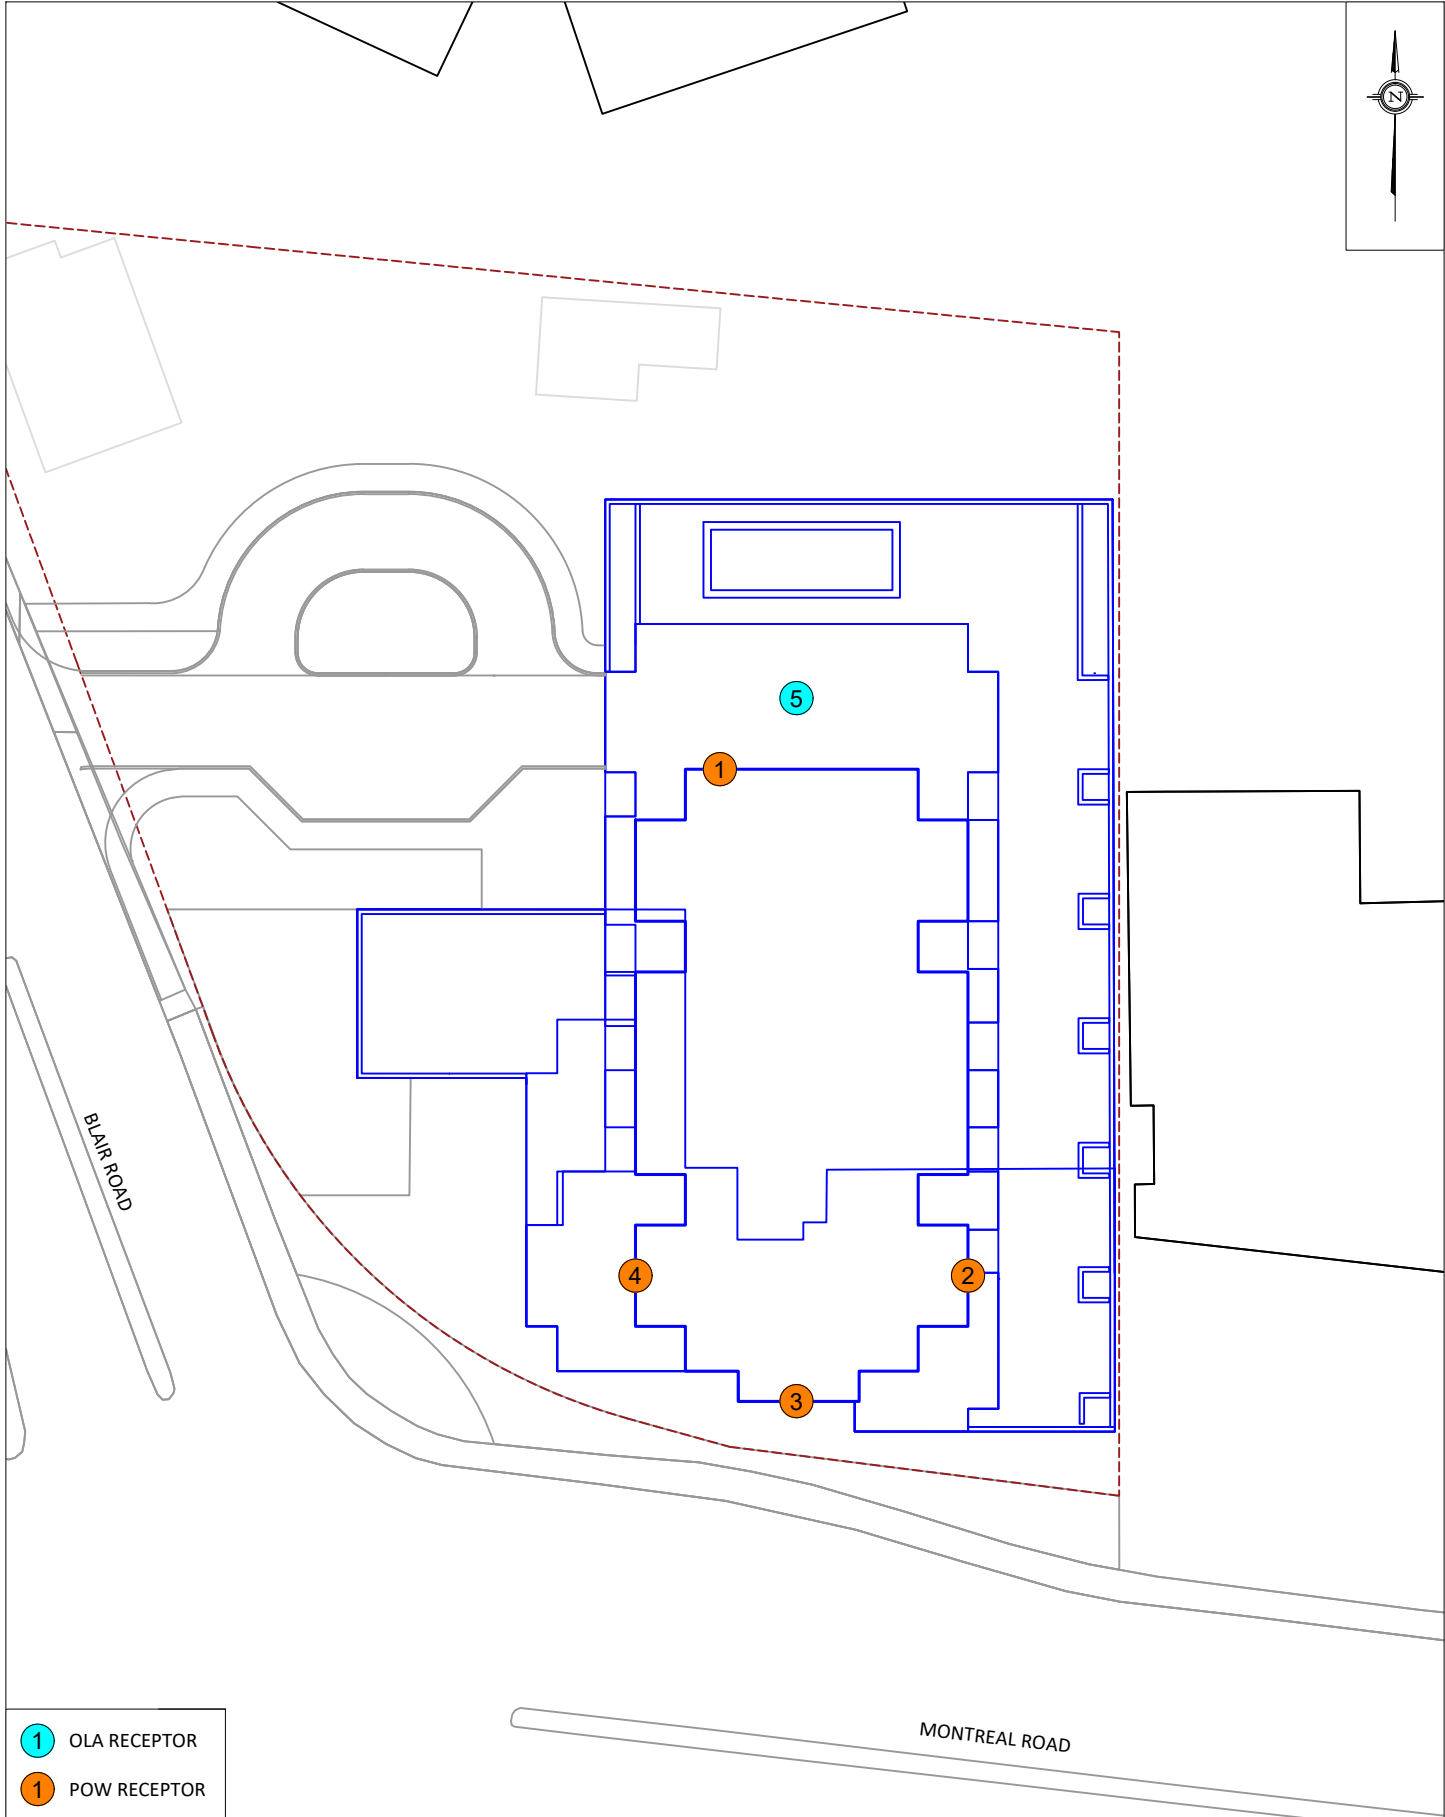 N
5
1
4
2
3
BLAIR ROAD
MONTREAL ROAD
1 OLA RECEPTOR
1 POW RECEPTOR